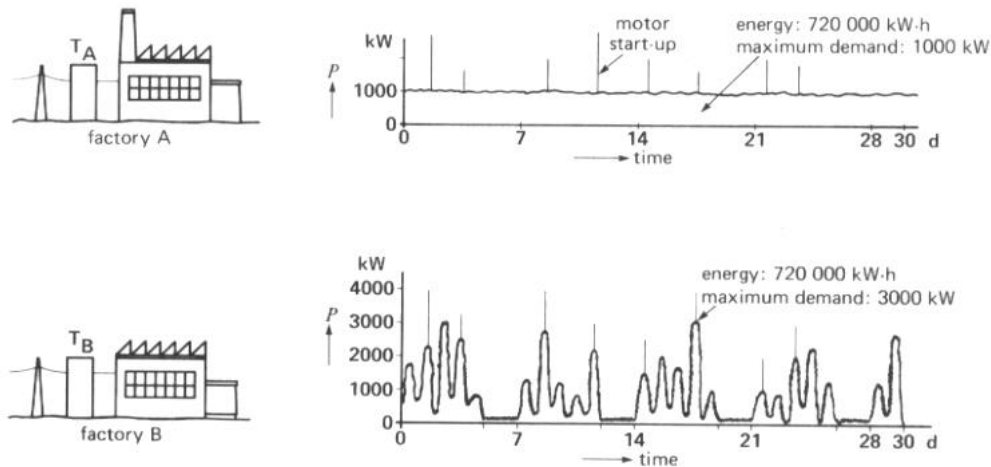 T_A
factory A
kW
P
1000
0
motor
start-up
energy: 720 000 kW·h
maximum demand: 1000 kW
0 7 14 21 28 30 d
time
T_B
factory B
kW
4000
3000
2000
1000
0
P
energy: 720 000 kW·h
maximum demand: 3000 kW
0 7 14 21 28 30 d
time